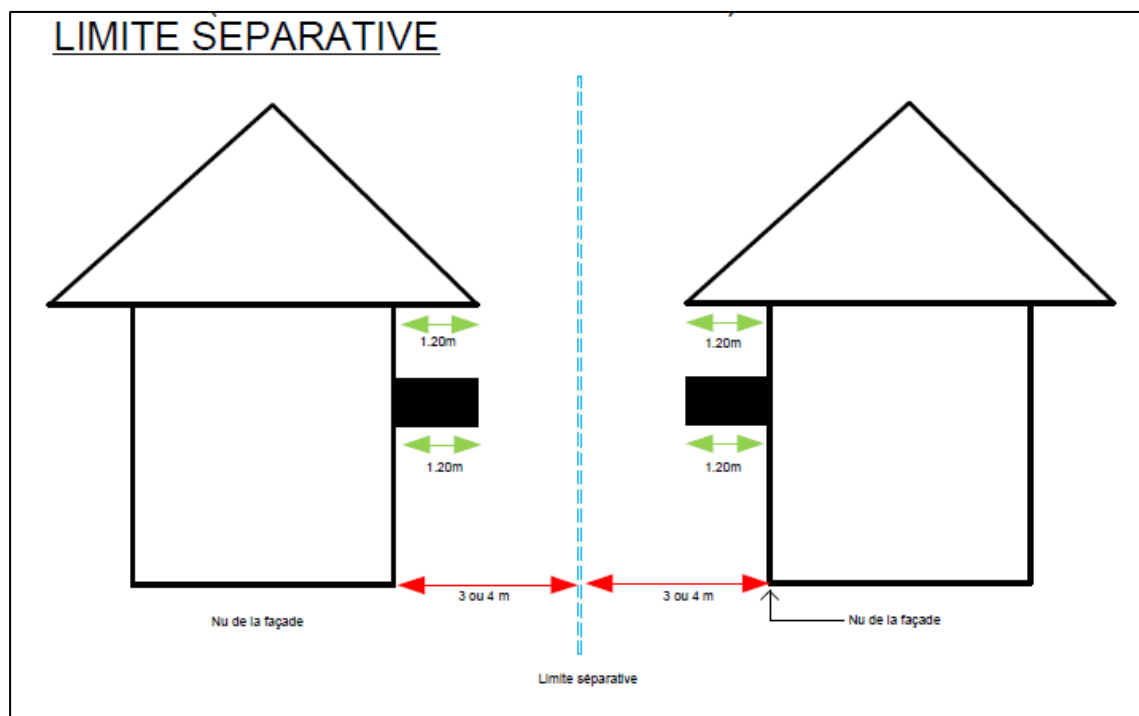 LIMITE SEPARATIVE
1.20m
1.20m
1.20m
1.20m
3 ou 4 m
3 ou 4 m
Nu de la façade
Nu de la façade
Limite séparative